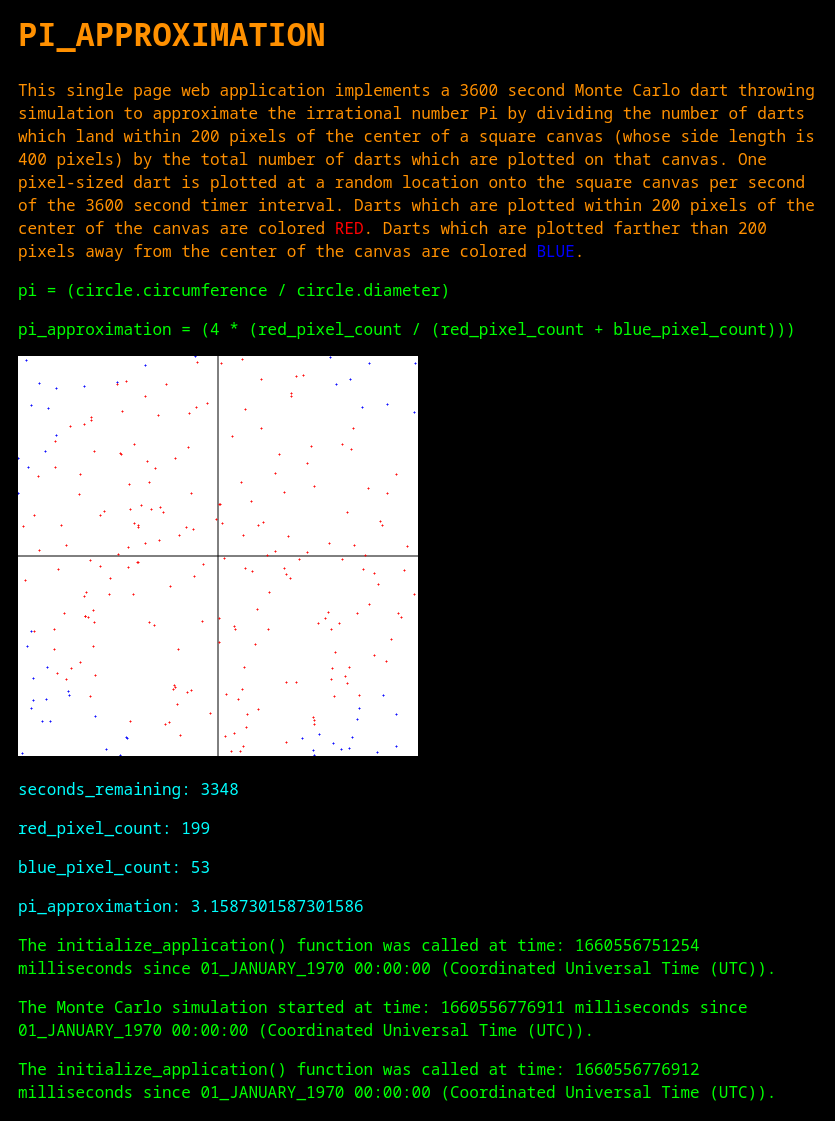 PI_APPROXIMATION
This single page web application implements a 3600 second Monte Carlo dart throwing
simulation to approximate the irrational number Pi by dividing the number of darts
which land within 200 pixels of the center of a square canvas (whose side length is
400 pixels) by the total number of darts which are plotted on that canvas. One
pixel-sized dart is plotted at a random location onto the square canvas per second
of the 3600 second timer interval. Darts which are plotted within 200 pixels of the
center of the canvas are colored RED. Darts which are plotted farther than 200
pixels away from the center of the canvas are colored BLUE.
pi = (circle.circumference / circle.diameter)
pi_approximation = (4 * (red_pixel_count / (red_pixel_count + blue_pixel_count)))
seconds_remaining: 3348
red_pixel_count: 199
blue_pixel_count: 53
pi_approximation: 3.1587301587301586
The initialize_application() function was called at time: 1660556751254
milliseconds since 01_JANUARY_1970 00:00:00 (Coordinated Universal Time (UTC)).
The Monte Carlo simulation started at time: 1660556776911 milliseconds since
01_JANUARY_1970 00:00:00 (Coordinated Universal Time (UTC)).
The initialize_application() function was called at time: 1660556776912
milliseconds since 01_JANUARY_1970 00:00:00 (Coordinated Universal Time (UTC)).